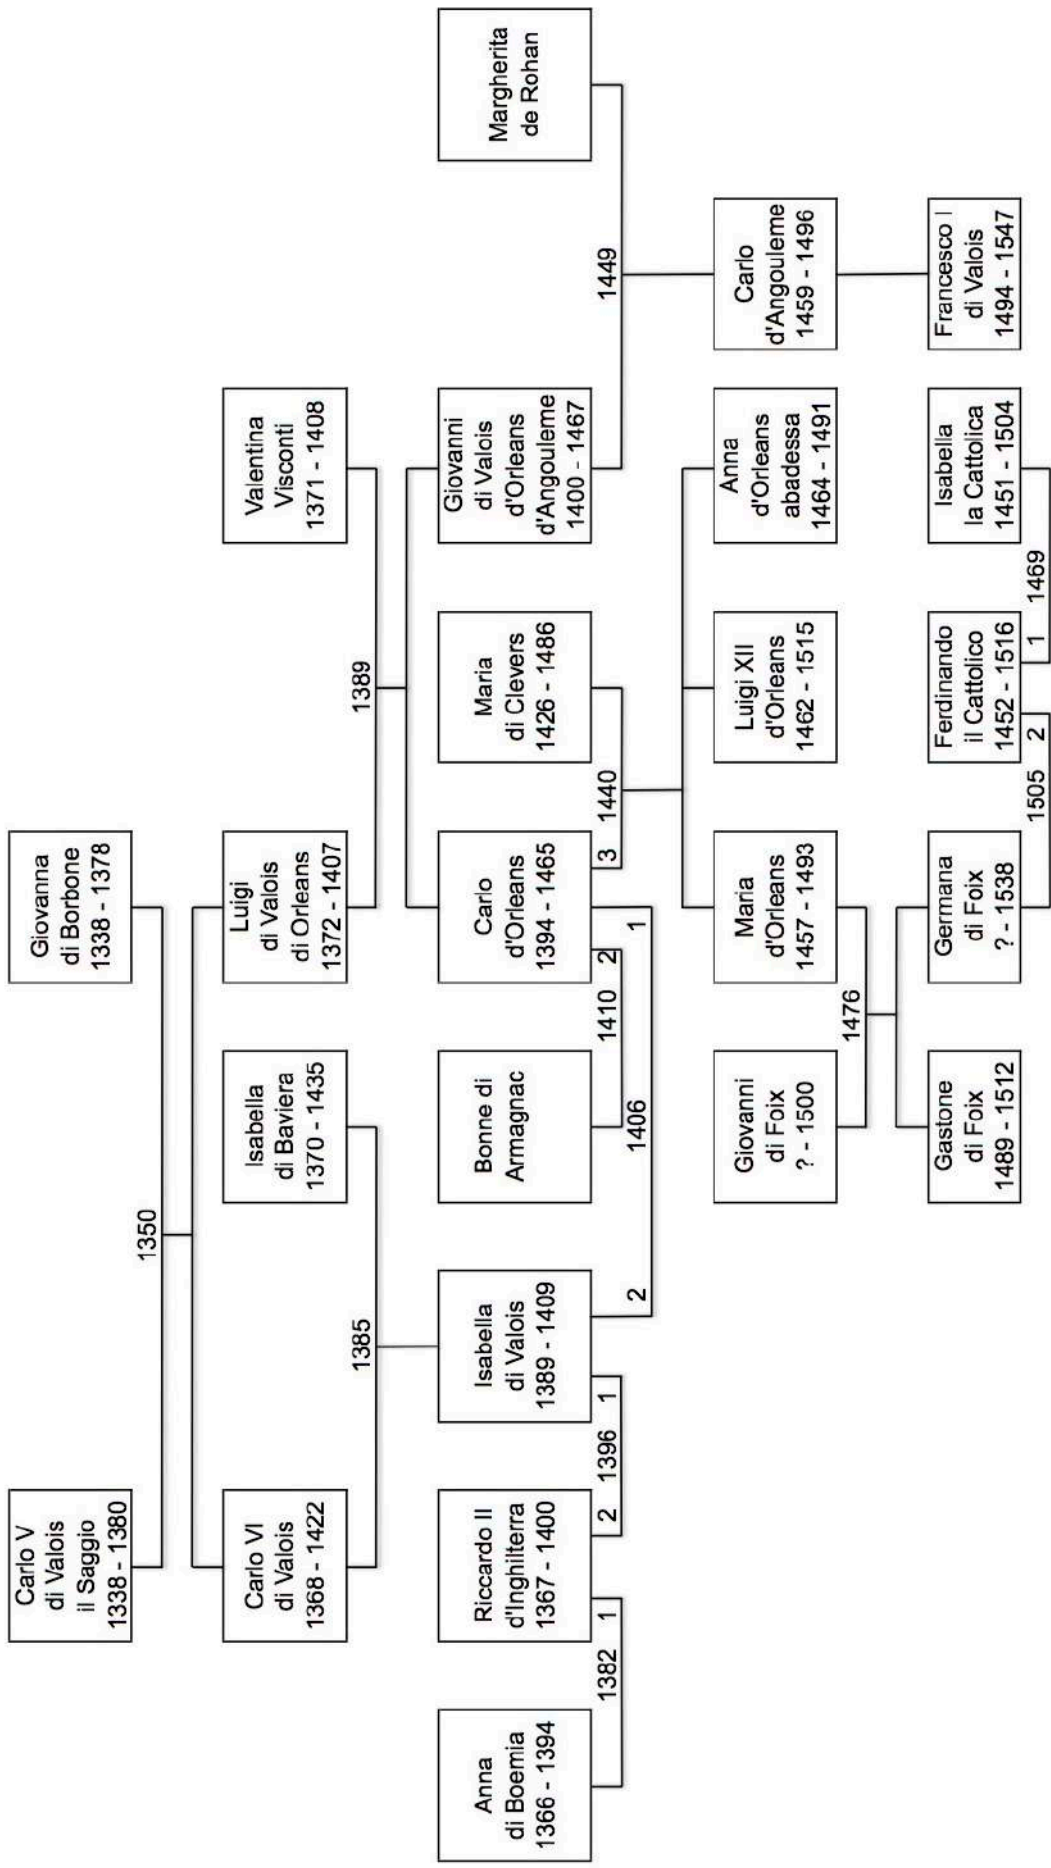 Carlo V
di Valois
il Saggio
1338 - 1380
Giovanna
di Borbone
1338 - 1378
1350
Carlo VI
di Valois
1368 - 1422
Isabella
di Baviera
1370 - 1435
Luigi
di Valois
di Orleans
1372 - 1407
Valentina
Visconti
1371 - 1408
1385
1389
Anna
di Boemia
1366 - 1394
Riccardo II
d'Inghilterra
1367 - 1400
Isabella
di Valois
1389 - 1409
Bonne di
Armagnac
Carlo
d'Orleans
1394 - 1465
Maria
di Clevers
1426 - 1486
Giovanni
di Valois
d'Orleans
d'Angouleme
1400 - 1467
Margherita
de Rohan
1382
1
2
1396
1
1410
2
3
1440
1449
2
1406
1
Giovanni
di Foix
? - 1500
Maria
d'Orleans
1457 - 1493
Luigi XII
d'Orleans
1462 - 1515
Anna
d'Orleans
abadessa
1464 - 1491
Carlo
d'Angouleme
1459 - 1496
1476
Gastone
di Foix
1489 - 1512
Germana
di Foix
? - 1538
Ferdinando
il Cattolico
1452 - 1516
Isabella
la Cattolica
1451 - 1504
Francesco I
di Valois
1494 - 1547
1505
2
1
1469